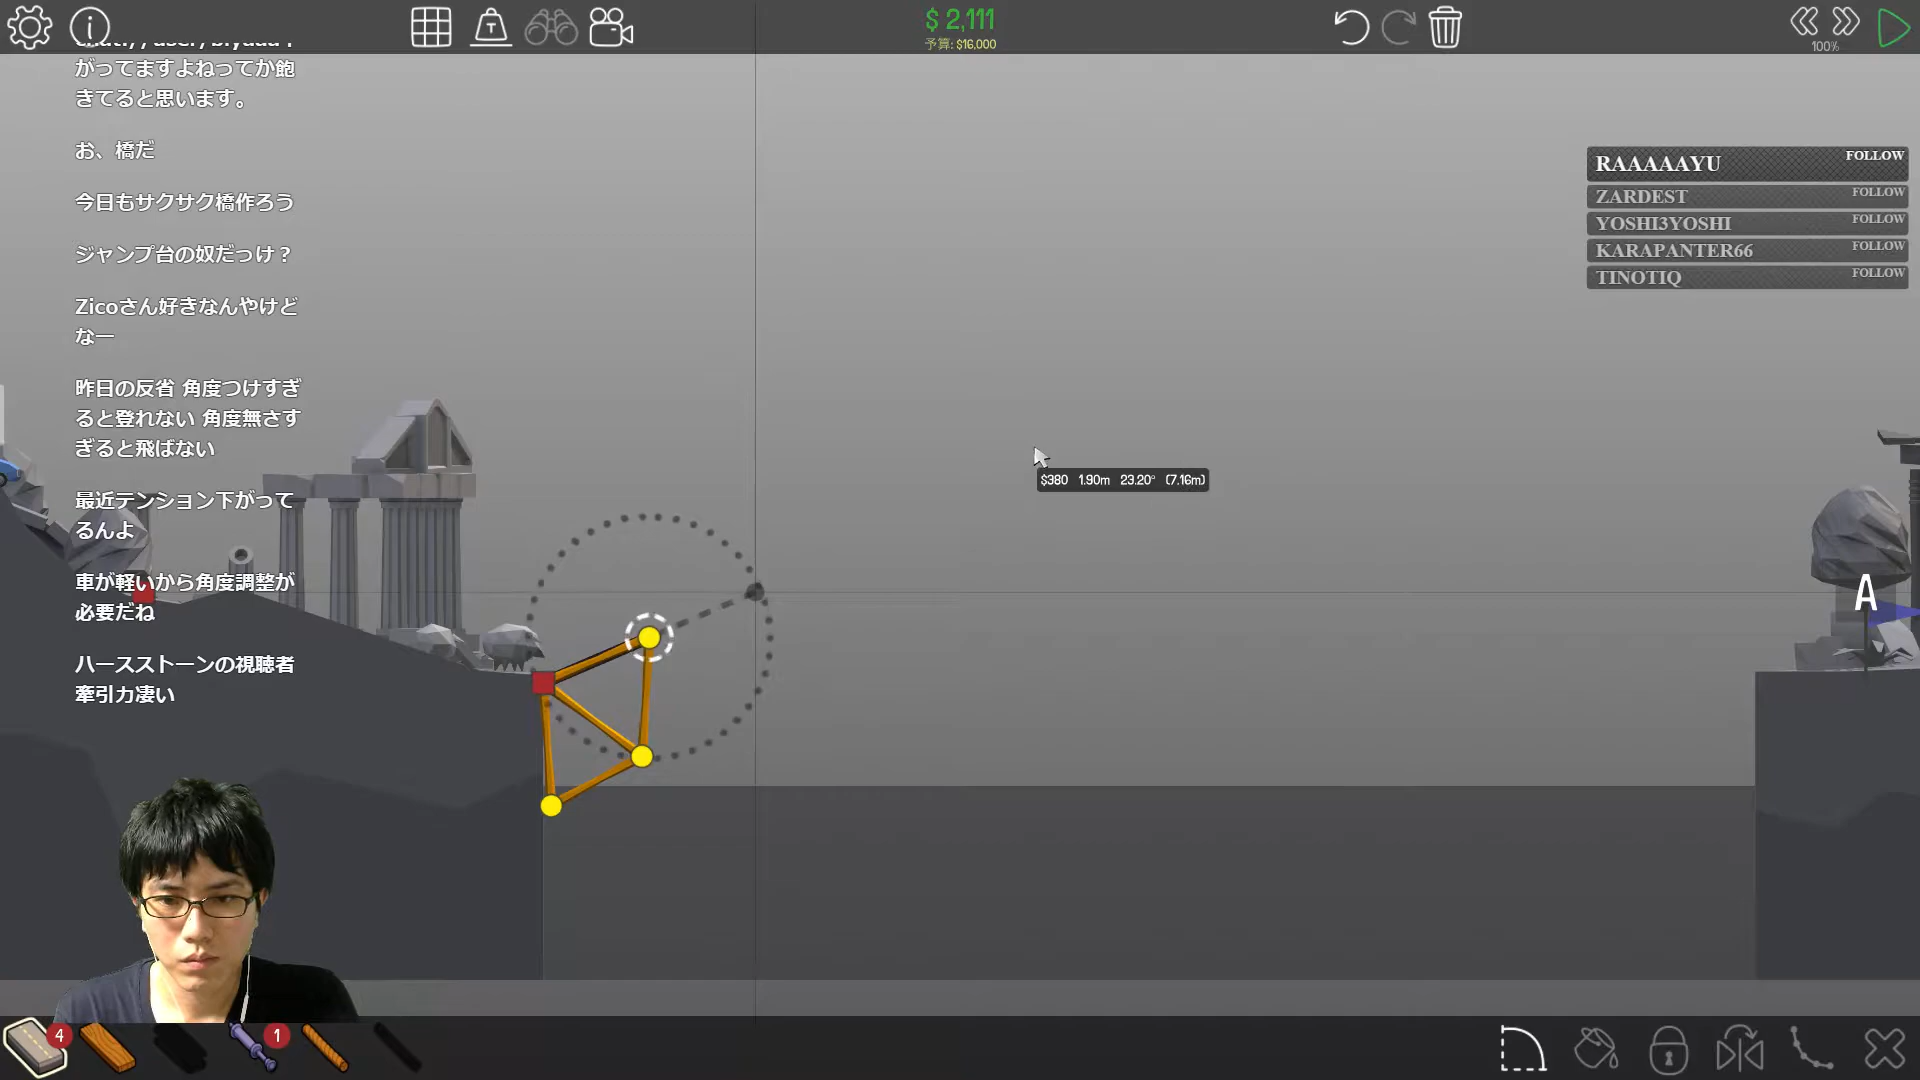 $ 2,111
予算: $16,000
100%
がってますよねってか飽
きてると思います。
お、橋だ
今日もサクサク橋作ろう
ジャンプ台の奴だっけ？
Zicoさん好きなんやけど
なー
昨日の反省 角度つけすぎ
ると登れない 角度無さす
ぎると飛ばない
最近テンション下がって
るんよ
車が軽いから角度調整が
必要だね
ハースストーンの視聴者
牽引力凄い
RAAAAAYU FOLLOW
ZARDEST FOLLOW
YOSHI3YOSHI FOLLOW
KARAPANTER66 FOLLOW
TINOTIQ FOLLOW
$380 1.90m 23.20° (7.16m)
A
4
1